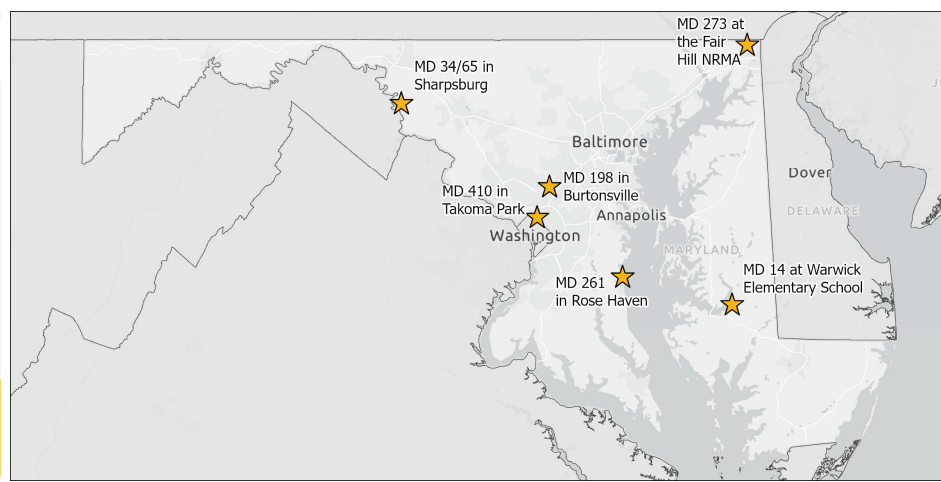 MD 273 at
the Fair
Hill NRMA
MD 34/65 in
Sharpsburg
Baltimore
MD 198 in
Burtonsville
MD 410 in
Takoma Park
Annapolis
Washington
Dover
DELAWARE
MARYLAND
MD 261
in Rose Haven
MD 14 at Warwick
Elementary School